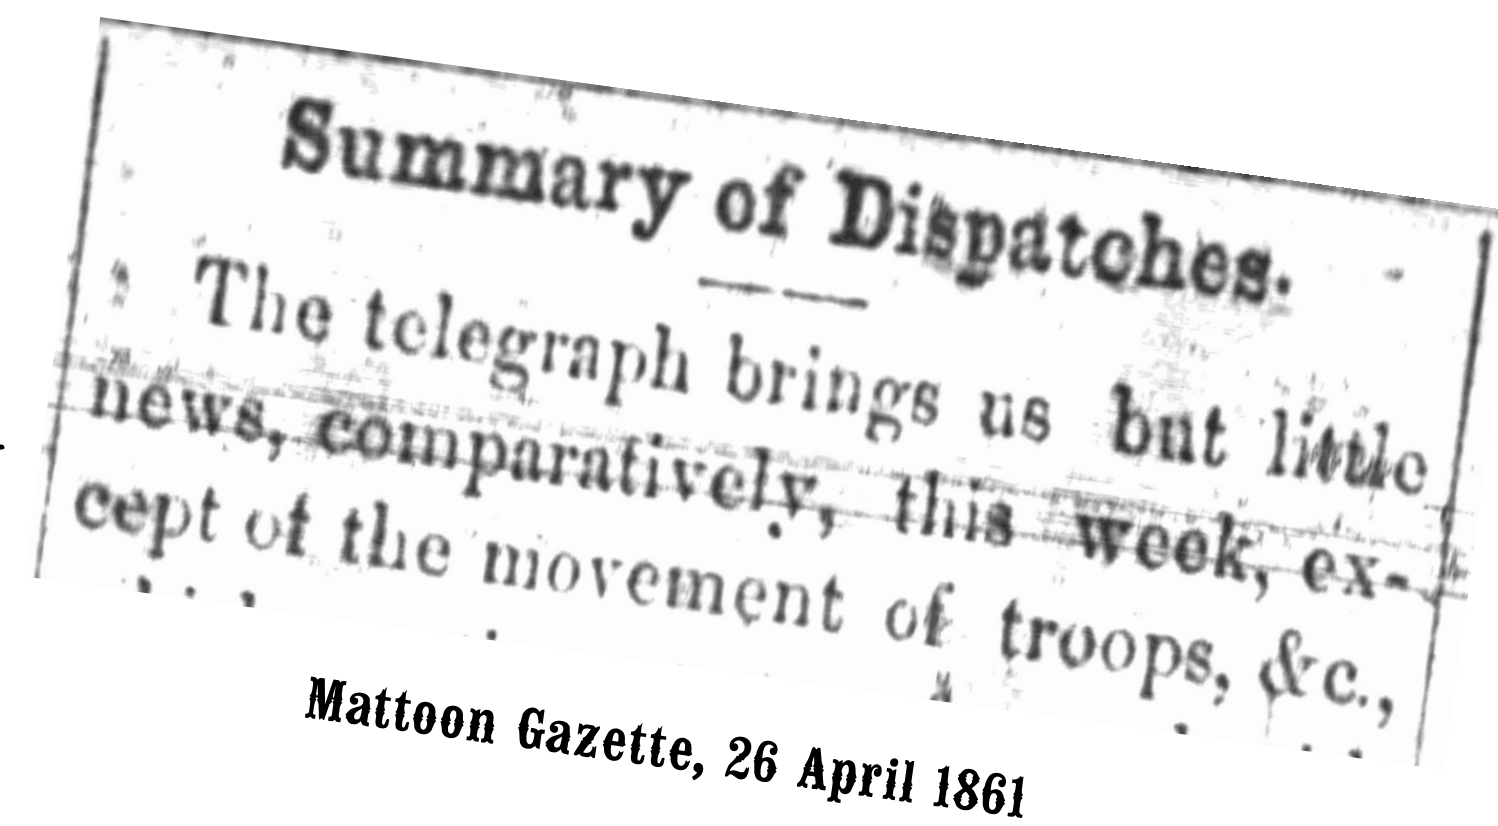 Summary of Dispatches.
The telegraph brings us but little
news, comparatively, this week, ex-
cept of the movement of troops, &c.,
Mattoon Gazette, 26 April 1861